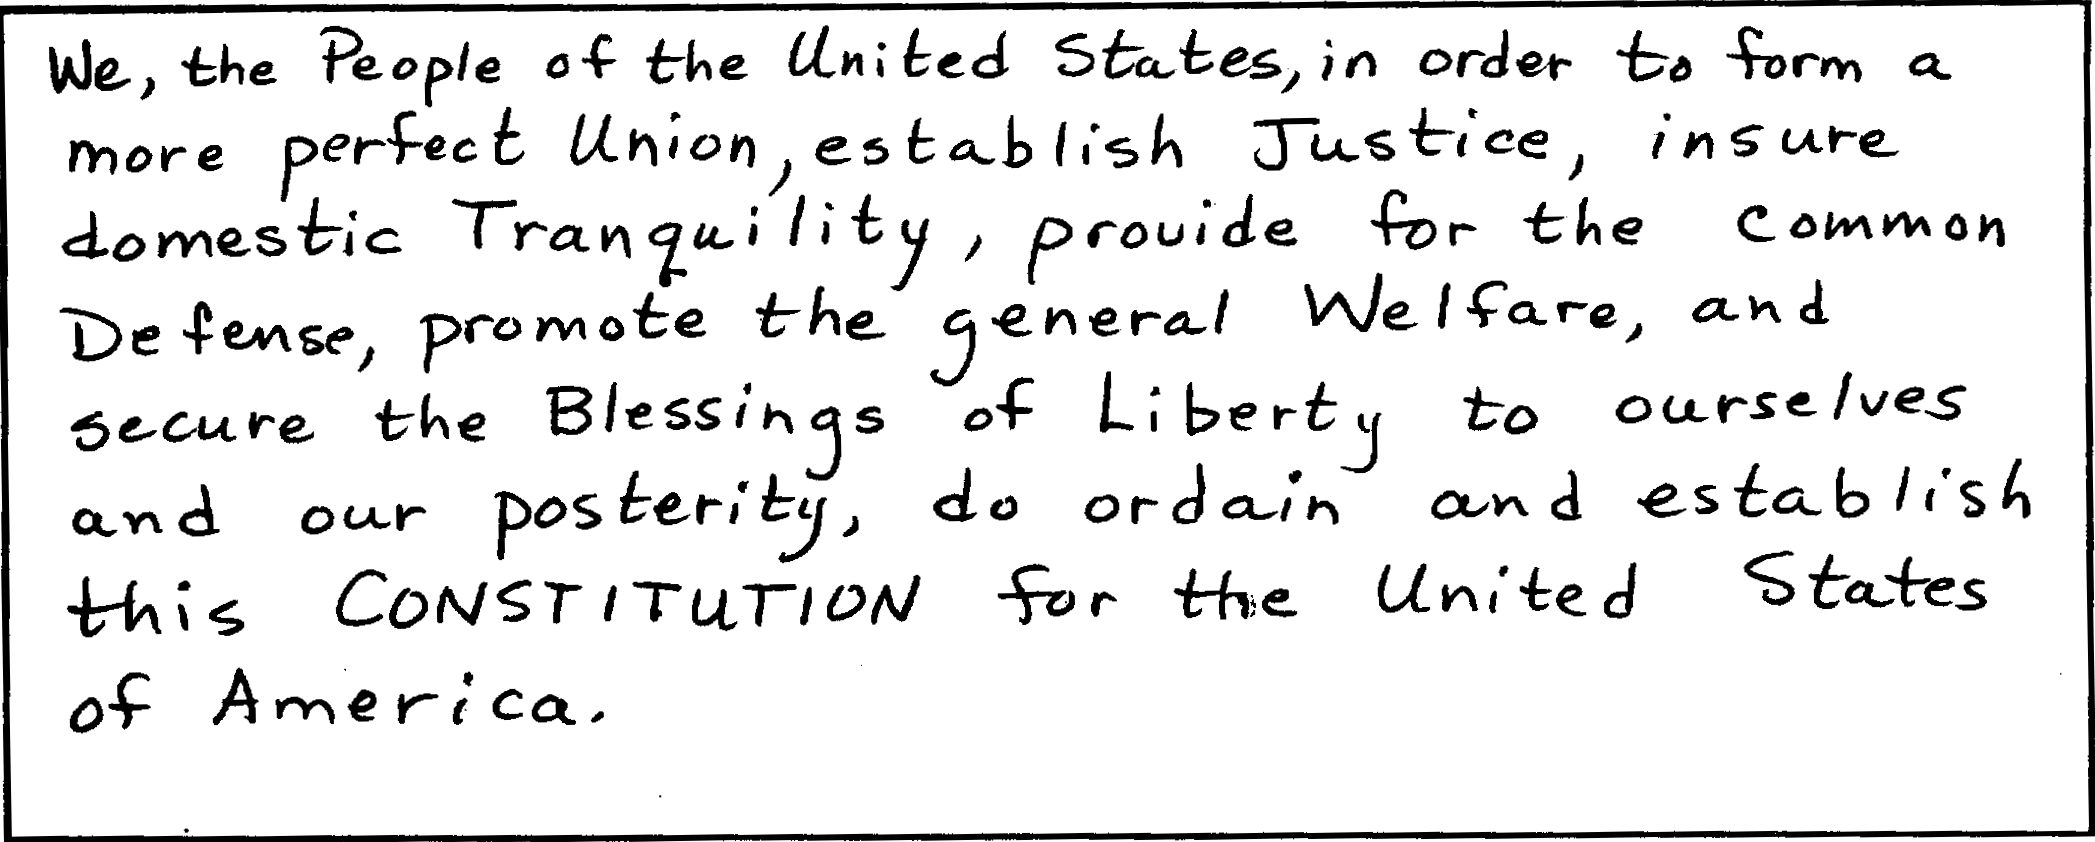 We, the People of the United States, in order to form a
more perfect Union, establish Justice, insure
domestic Tranquility, provide for the common
Defense, promote the general Welfare, and
secure the Blessings of Liberty to ourselves
and our posterity, do ordain and establish
this CONSTITUTION for the United States
of America.